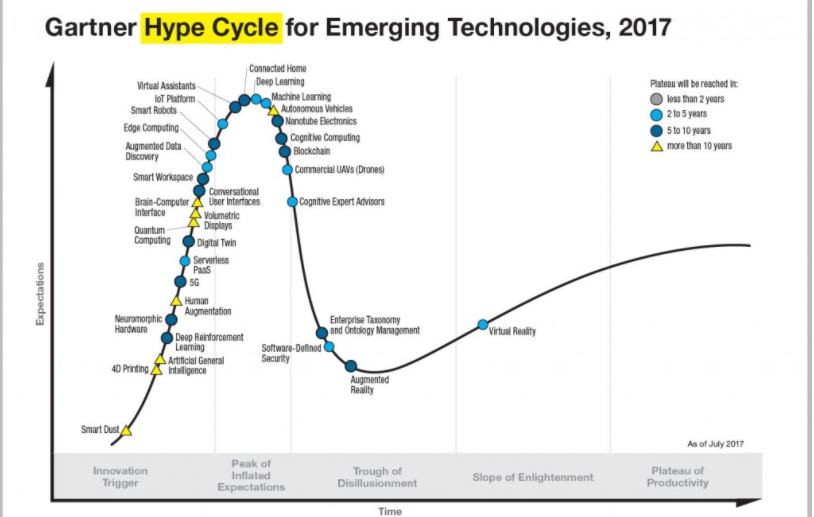 Gartner Hype Cycle for Emerging Technologies, 2017
Connected Home
Deep Learning
Virtual Assistants
Machine Learning
IoT Platform
Autonomous Vehicles
Smart Robots
Nanotube Electronics
Edge Computing
Cognitive Computing
Augmented Data
Discovery
Blockchain
Commercial UAVs (Drones)
Smart Workspace
Conversational
User Interfaces
Brain-Computer
Interface
Cognitive Expert Advisors
Volumetric
Displays
Quantum
Computing
Digital Twin
Serverless
PaaS
5G
Human
Augmentation
Neuromorphic
Hardware
Deep Reinforcement
Learning
Artificial General
Intelligence
4D Printing
Smart Dust
Enterprise Taxonomy
and Ontology Management
Software-Defined
Security
Augmented
Reality
Virtual Reality
Plateau will be reached in:
less than 2 years
2 to 5 years
5 to 10 years
more than 10 years
As of July 2017
Expectations
Innovation
Trigger
Peak of
Inflated
Expectations
Trough of
Disillusionment
Slope of Enlightenment
Plateau of
Productivity
Time